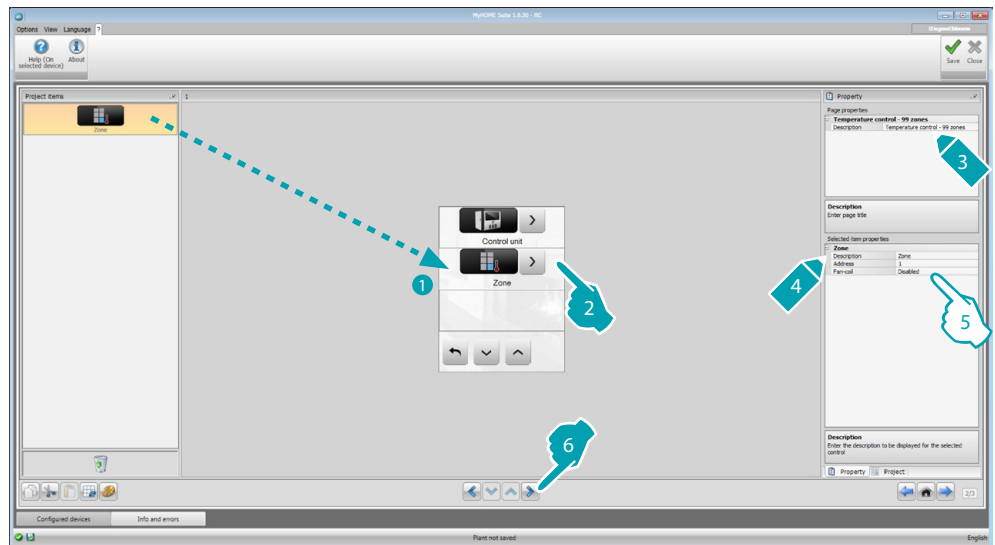 MyHOME Suite 1.0.20 - RC
Options View Language ?
Help (On selected device)
About
Save Close
Project items
1
Property
Zone
Page properties
Temperature control - 99 zones
Description Temperature control - 99 zones
3
Description
Enter page title
Control unit
Selected item properties
Zone
Description Zone
Address 1
Fan-coil Disabled
Zone
1
2
4
5
6
Description
Enter the description to be displayed for the selected
control
Property Project
2/3
Configured devices Info and errors
Plant not saved English